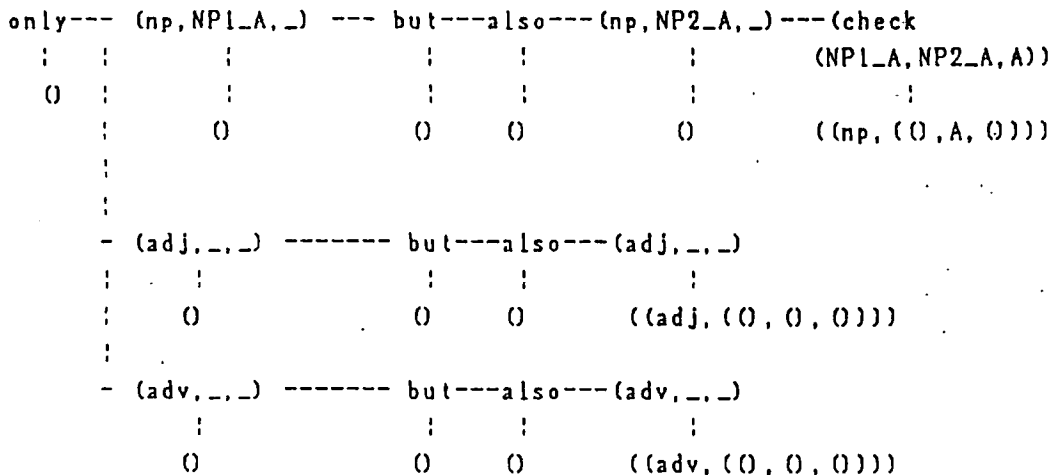 only--- (np,NP1_A,_) --- but---also---(np,NP2_A,_)---(check
(NP1_A,NP2_A,A))
()
() () () () ((np, ((),A, ())))
- (adj,_,_) ------- but---also---(adj,_,_)
() () () ((adj, ((), (), ())))
- (adv,_,_) ------- but---also---(adv,_,_)
() () () ((adv, ((), (), ())))